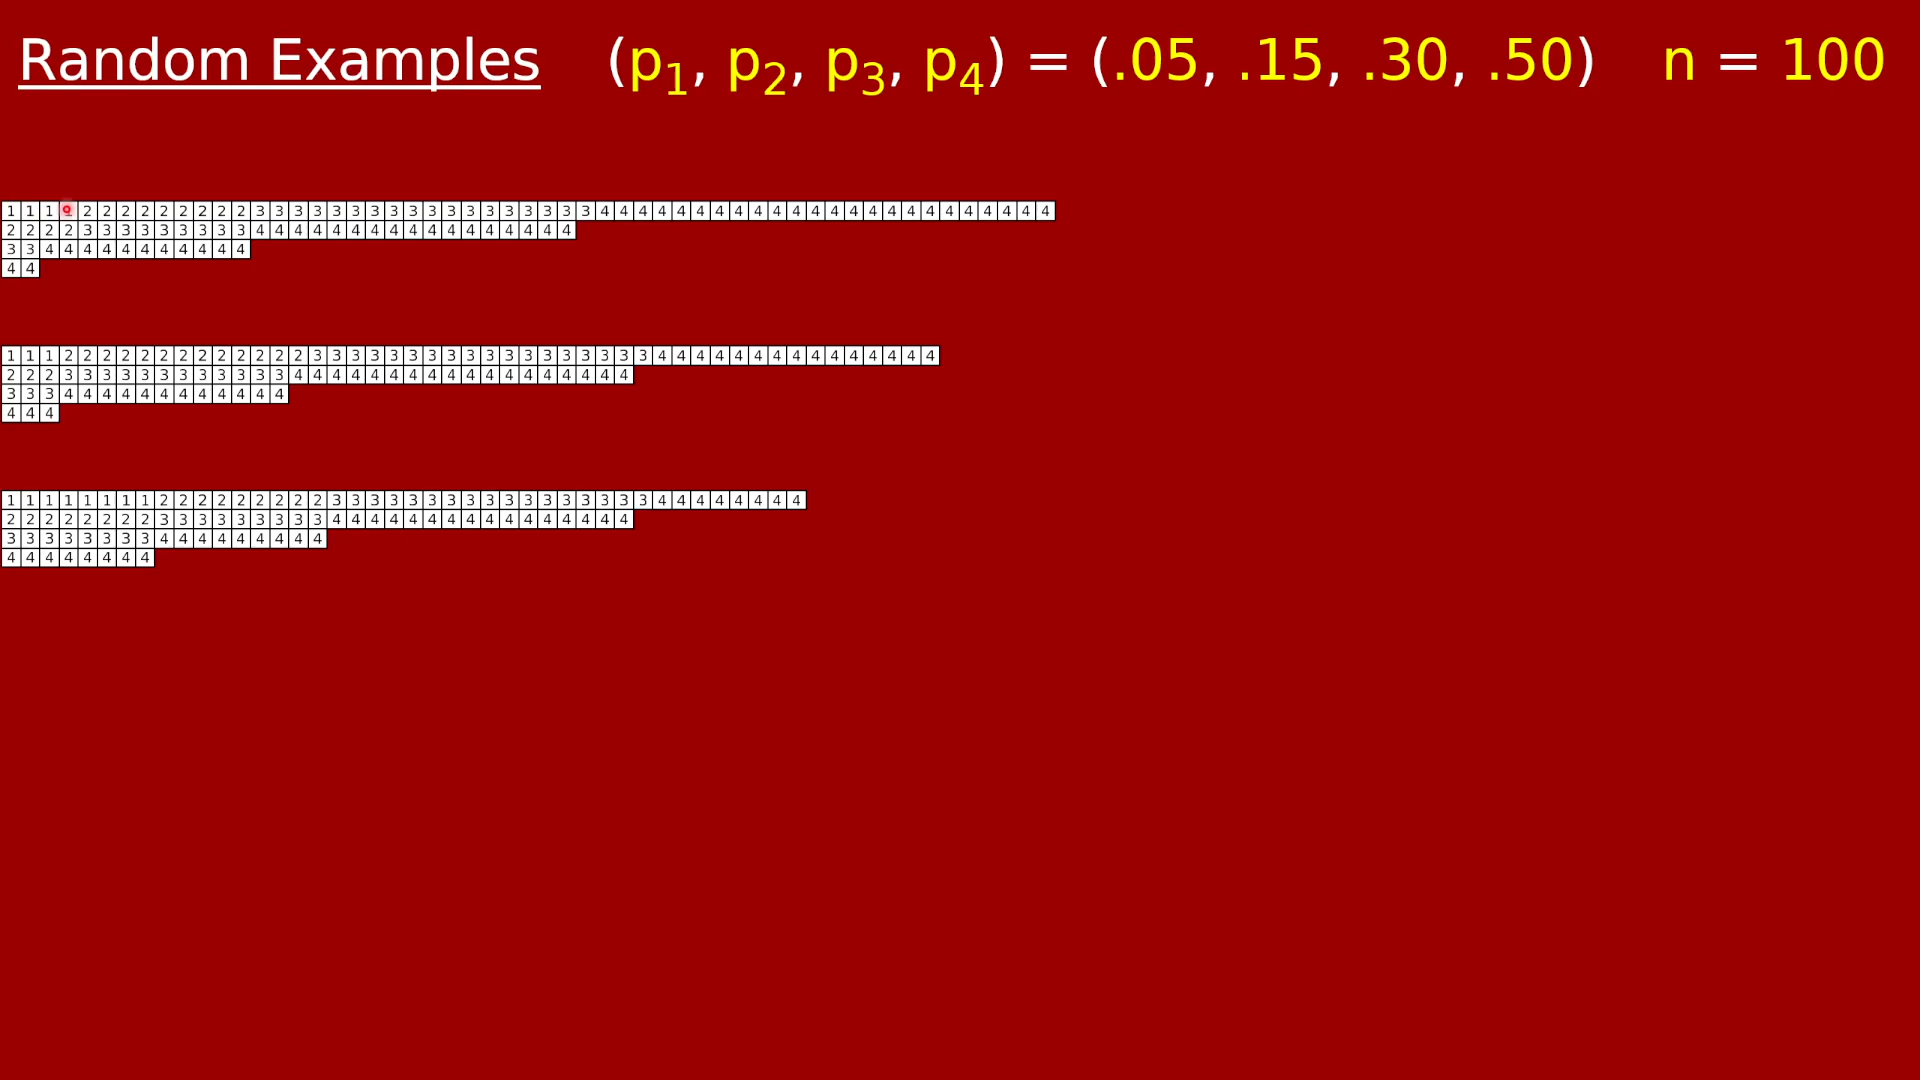 Random Examples (p1, p2, p3, p4) = (.05, .15, .30, .50) n = 100
1 1 1 1 2 2 2 2 2 2 2 2 2 3 3 3 3 3 3 3 3 3 3 3 3 3 3 3 3 3 3 4 4 4 4 4 4 4 4 4 4 4 4 4 4 4 4 4 4 4 4 4 4 4 4
2 2 2 2 3 3 3 3 3 3 3 3 3 4 4 4 4 4 4 4 4 4 4 4 4 4 4 4 4 4
3 3 4 4 4 4 4 4 4 4 4 4 4
4 4
1 1 1 2 2 2 2 2 2 2 2 2 2 2 2 2 3 3 3 3 3 3 3 3 3 3 3 3 3 3 3 3 3 3 4 4 4 4 4 4 4 4 4 4 4 4 4 4 4
2 2 2 3 3 3 3 3 3 3 3 3 3 3 3 4 4 4 4 4 4 4 4 4 4 4 4 4 4 4 4 4 4
3 3 3 4 4 4 4 4 4 4 4 4 4 4 4
4 4 4
1 1 1 1 1 1 1 1 2 2 2 2 2 2 2 2 2 3 3 3 3 3 3 3 3 3 3 3 3 3 3 3 3 3 4 4 4 4 4 4 4 4
2 2 2 2 2 2 2 2 3 3 3 3 3 3 3 3 3 4 4 4 4 4 4 4 4 4 4 4 4 4 4 4 4
3 3 3 3 3 3 3 3 4 4 4 4 4 4 4 4 4
4 4 4 4 4 4 4 4